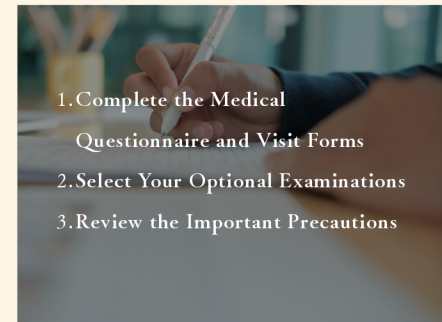 1.Complete the Medical
Questionnaire and Visit Forms
2.Select Your Optional Examinations
3.Review the Important Precautions